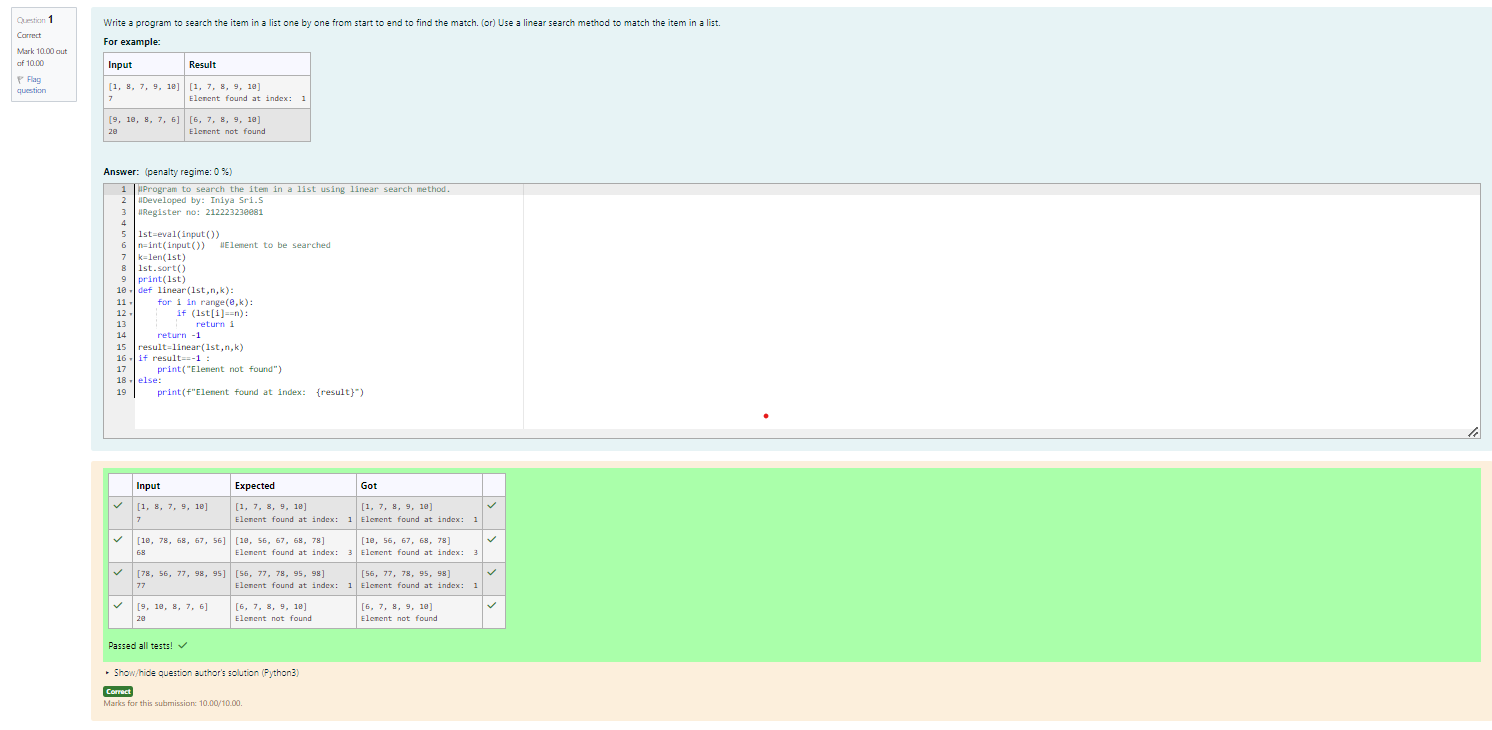 Question 1
Correct
Mark 10.00 out
of 10.00
Flag
question
Write a program to search the item in a list one by one from start to end to find the match. (or) Use a linear search method to match the item in a list.
For example:
Input Result
[1, 8, 7, 9, 10] [1, 7, 8, 9, 10]
7 Element found at index:  1
[9, 10, 8, 7, 6] [6, 7, 8, 9, 10]
20 Element not found
Answer: (penalty regime: 0 %)
1 #Program to search the item in a list using linear search method.
2 #Developed by: Iniya Sri.S
3 #Register no: 212223230081
4
5 lst=eval(input())
6 n=int(input())   #Element to be searched
7 k=len(lst)
8 lst.sort()
9 print(lst)
10 def linear(lst,n,k):
11     for i in range(0,k):
12         if (lst[i]==n):
13             return i
14     return -1
15 result=linear(lst,n,k)
16 if result==-1 :
17     print("Element not found")
18 else:
19     print(f"Element found at index:  {result}")
Input Expected Got
[1, 8, 7, 9, 10] [1, 7, 8, 9, 10] [1, 7, 8, 9, 10]
7 Element found at index:  1 Element found at index:  1
[10, 78, 68, 67, 56] [10, 56, 67, 68, 78] [10, 56, 67, 68, 78]
68 Element found at index:  3 Element found at index:  3
[78, 56, 77, 98, 95] [56, 77, 78, 95, 98] [56, 77, 78, 95, 98]
77 Element found at index:  1 Element found at index:  1
[9, 10, 8, 7, 6] [6, 7, 8, 9, 10] [6, 7, 8, 9, 10]
20 Element not found Element not found
Passed all tests!
Show/hide question author's solution (Python3)
Correct
Marks for this submission: 10.00/10.00.